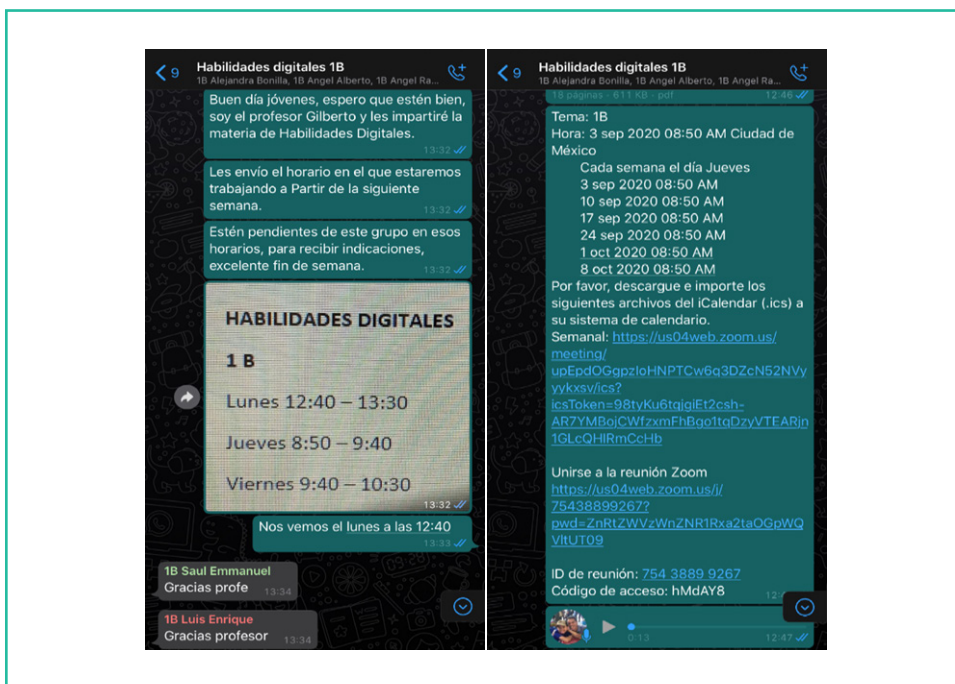 9
Habilidades digitales 1B
1B Alejandra Bonilla, 1B Angel Alberto, 1B Angel Ra...
Buen día jóvenes, espero que estén bien,
soy el profesor Gilberto y les impartiré la
materia de Habilidades Digitales.
13:32
Les envío el horario en el que estaremos
trabajando a Partir de la siguiente
semana.
13:32
Estén pendientes de este grupo en esos
horarios, para recibir indicaciones,
excelente fin de semana.
13:32
HABILIDADES DIGITALES
1 B
Lunes 12:40 – 13:30
Jueves 8:50 – 9:40
Viernes 9:40 – 10:30
13:32
Nos vemos el lunes a las 12:40
13:33
1B Saul Emmanuel
Gracias profe 13:34
1B Luis Enrique
Gracias profesor 13:34
9
Habilidades digitales 1B
1B Alejandra Bonilla, 1B Angel Alberto, 1B Angel Ra...
18 páginas · 611 KB · pdf 12:46
Tema: 1B
Hora: 3 sep 2020 08:50 AM Ciudad de
México
Cada semana el día Jueves
3 sep 2020 08:50 AM
10 sep 2020 08:50 AM
17 sep 2020 08:50 AM
24 sep 2020 08:50 AM
1 oct 2020 08:50 AM
8 oct 2020 08:50 AM
Por favor, descargue e importe los
siguientes archivos del iCalendar (.ics) a
su sistema de calendario.
Semanal: https://us04web.zoom.us/
meeting/
upEpdOGgpzIoHNPTCw6q3DZcN52NVy
yykxsv/ics?
icsToken=98tyKu6tqjgiEt2csh-
AR7YMBojCWfzxmFhBgo1tqDzyVTEARjn
1GLcQHIRmCcHb
Unirse a la reunión Zoom
https://us04web.zoom.us/j/
75438899267?
pwd=ZnRtZWVzWnZNR1Rxa2taOGpWQ
VltUT09
ID de reunión: 754 3889 9267
Código de acceso: hMdAY8
0:13 12:47